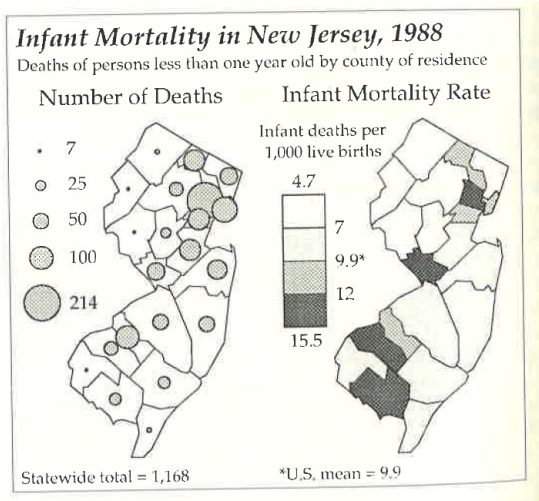 Infant Mortality in New Jersey, 1988
Deaths of persons less than one year old by county of residence
Number of Deaths
7
25
50
100
214
Statewide total = 1,168
Infant Mortality Rate
Infant deaths per
1,000 live births
4.7
7
9.9*
12
15.5
*U.S. mean = 9.9